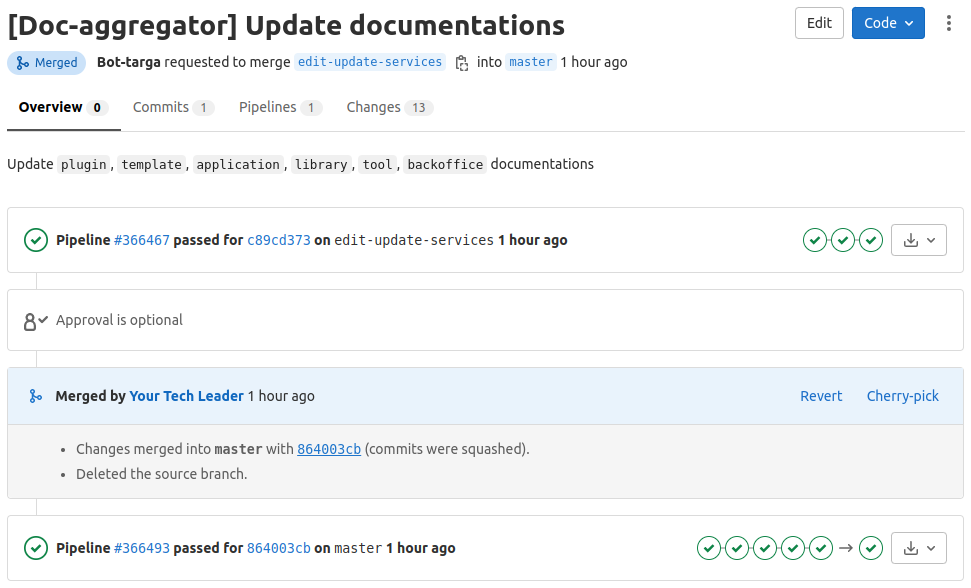 [Doc-aggregator] Update documentations Edit Code
Merged Bot-targa requested to merge edit-update-services into master 1 hour ago
Overview 0 Commits 1 Pipelines 1 Changes 13
Update plugin, template, application, library, tool, backoffice documentations
Pipeline #366467 passed for c89cd373 on edit-update-services 1 hour ago
Approval is optional
Merged by Your Tech Leader 1 hour ago Revert Cherry-pick
• Changes merged into master with 864003cb (commits were squashed).
• Deleted the source branch.
Pipeline #366493 passed for 864003cb on master 1 hour ago